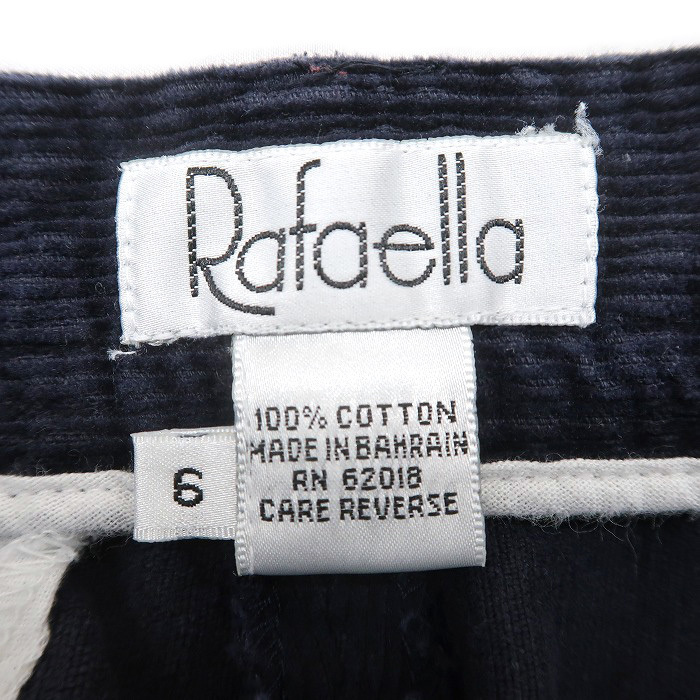 Rafaella
100% COTTON
MADE IN BAHRAIN
RN 62018
CARE REVERSE
6